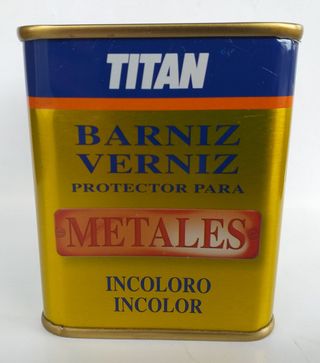 TITAN
BARNIZ
VERNIZ
PROTECTOR PARA
METALES
INCOLORO
INCOLOR